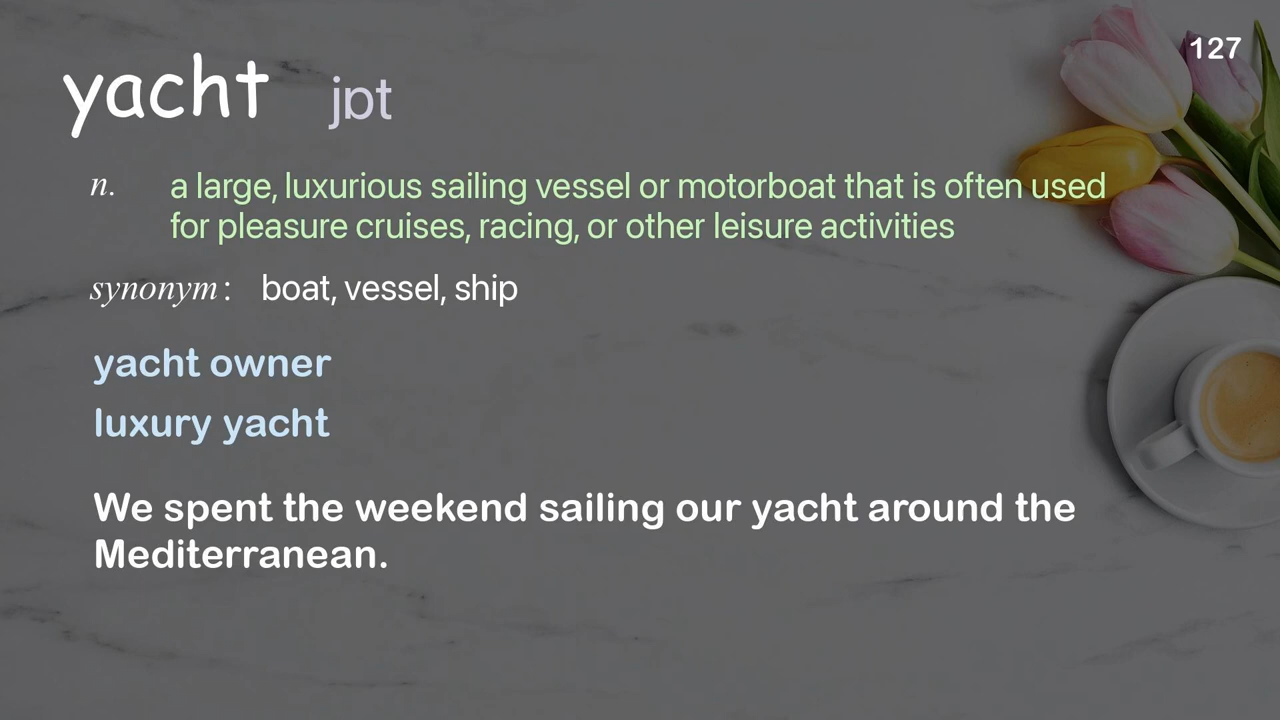 127
yacht jɒt
n. a large, luxurious sailing vessel or motorboat that is often used
for pleasure cruises, racing, or other leisure activities
synonym : boat, vessel, ship
yacht owner
luxury yacht
We spent the weekend sailing our yacht around the
Mediterranean.